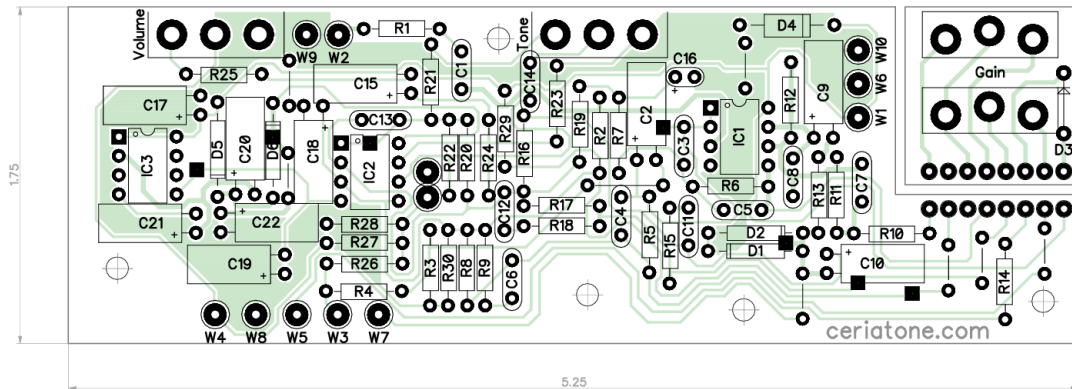 Volume
W9 W2
R1
Tone
D4
W10
Gain
R25
C15
R21
C1
C14
R23
C16
C2
R12
C9
W6
W1
C17
C13
R19
IC1
D3
IC3
D5
C20
D6
C18
IC2
R22
R20
R24
R29
R16
R2
R7
C3
R6
C8
R13
R11
C7
C21
C22
R28
R27
R26
R4
C12
R17
R18
C4
R5
R15
C11
C5
D2
D1
R10
C19
R3
R30
R8
R9
C6
C10
R14
W4 W8 W5 W3 W7
ceriatone.com
1.75
5.25
+
+
+
+
+
+
+
+
+
+
+